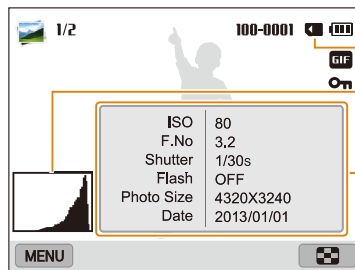 1/2 100-0001
GIF
ISO 80
F.No 3.2
Shutter 1/30s
Flash OFF
Photo Size 4320X3240
Date 2013/01/01
MENU